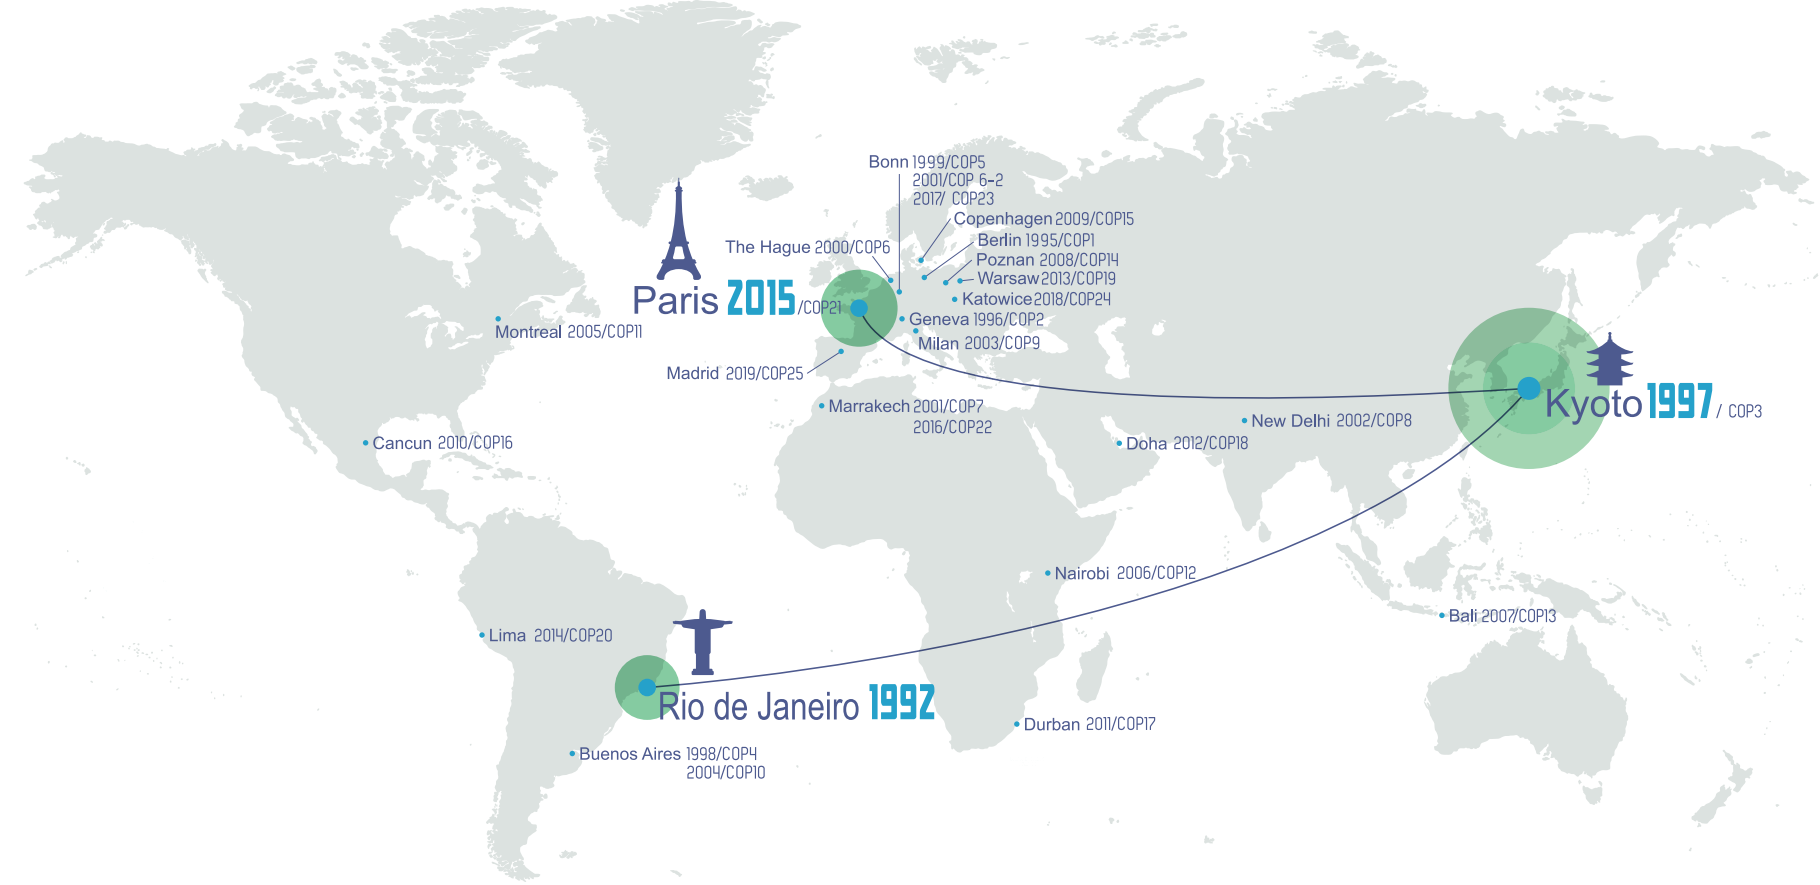 Bonn 1999/COP5
2001/COP 6-2
2017/ COP23
Copenhagen 2009/COP15
The Hague 2000/COP6
Berlin 1995/COP1
Poznan 2008/COP14
Warsaw 2013/COP19
Paris 2015/COP21
Katowice 2018/COP24
Geneva 1996/COP2
Montreal 2005/COP11
Milan 2003/COP9
Madrid 2019/COP25
Kyoto 1997/ COP3
Marrakech 2001/COP7
2016/COP22
New Delhi 2002/COP8
Cancun 2010/COP16
Doha 2012/COP18
Nairobi 2006/COP12
Bali 2007/COP13
Lima 2014/COP20
Rio de Janeiro 1992
Durban 2011/COP17
Buenos Aires 1998/COP4
2004/COP10